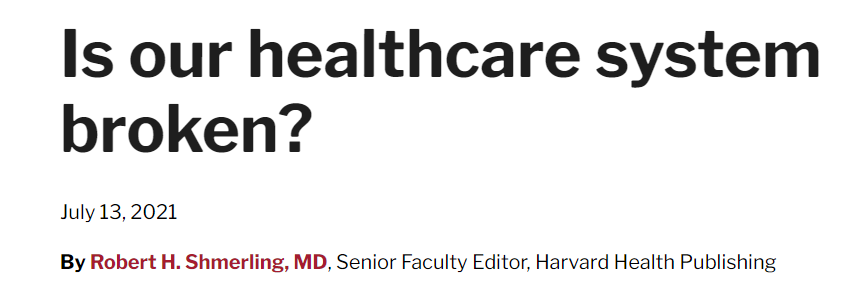 Is our healthcare system
broken?
July 13, 2021
By Robert H. Shmerling, MD, Senior Faculty Editor, Harvard Health Publishing